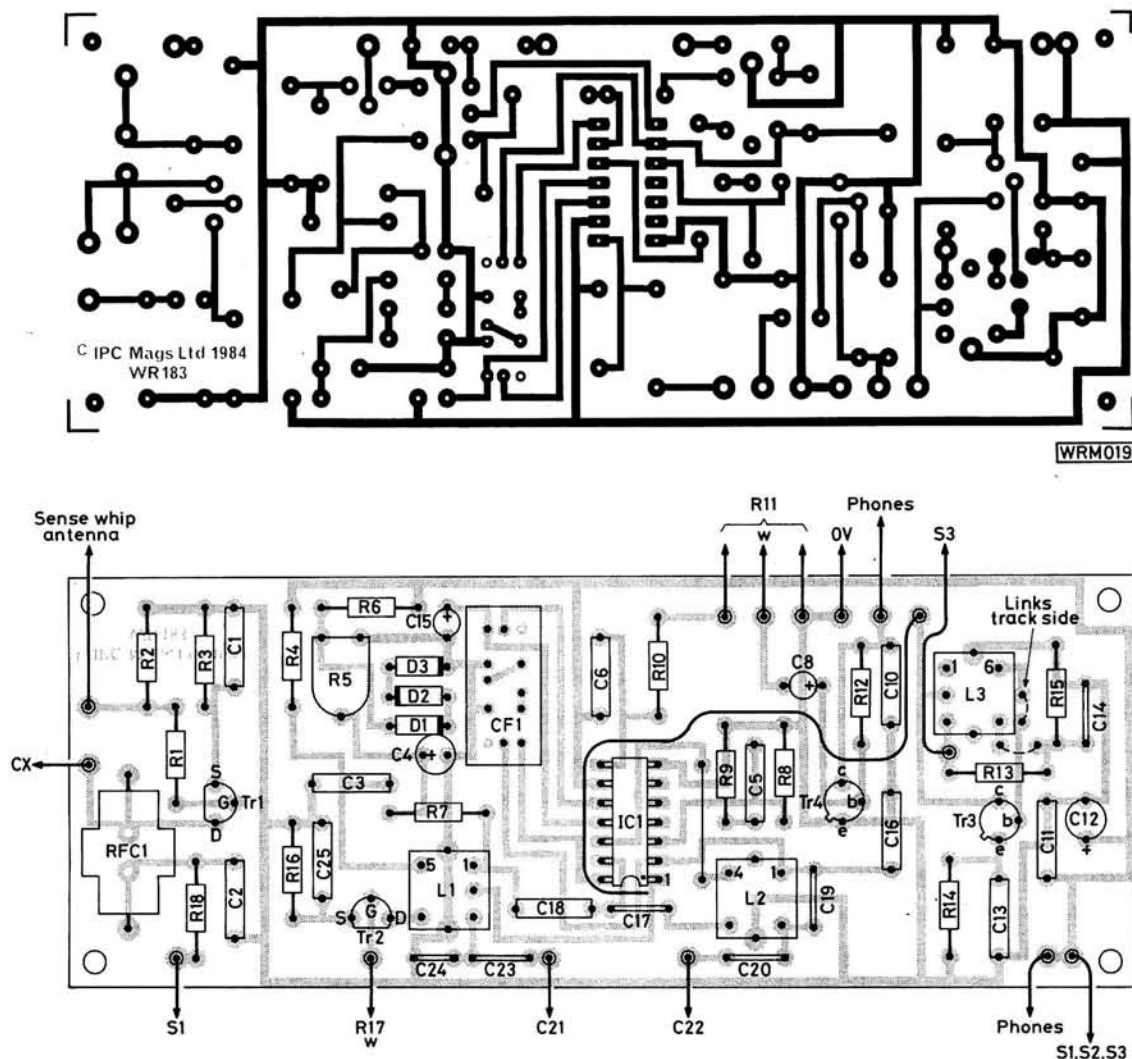 © IPC Mags Ltd 1984
WR183
WRM019
Sense whip
antenna
R11
w
0V
Phones
S3
Links
track side
R2
R3
C1
R4
R6
C15
R5
D3
D2
D1
CF1
C4
C6
R10
C8
R12
C10
1
6
L3
R15
C14
R1
CX
S
G
D
Tr1
RFC1
C3
R7
IC1
1
R9
C5
R8
Tr4
c
b
e
C16
R13
Tr3
c
b
e
C11
C12
R18
C2
R16
C25
5
1
L1
S
G
D
Tr2
C18
C17
4
1
L2
C19
R14
C13
C24
C23
C20
S1
R17
w
C21
C22
Phones
S1,S2,S3